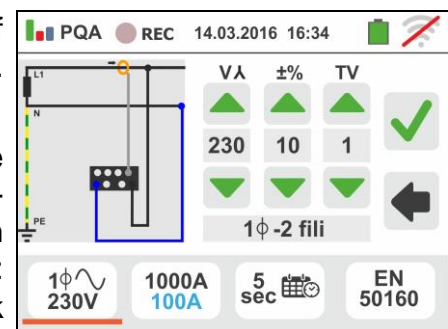 PQA REC 14.03.2016 16:34
V⅄ ±% TV
230 10 1
1ϕ -2 fili
L1
N
PE
1ϕ 230V
1000A 100A
5 sec
EN 50160